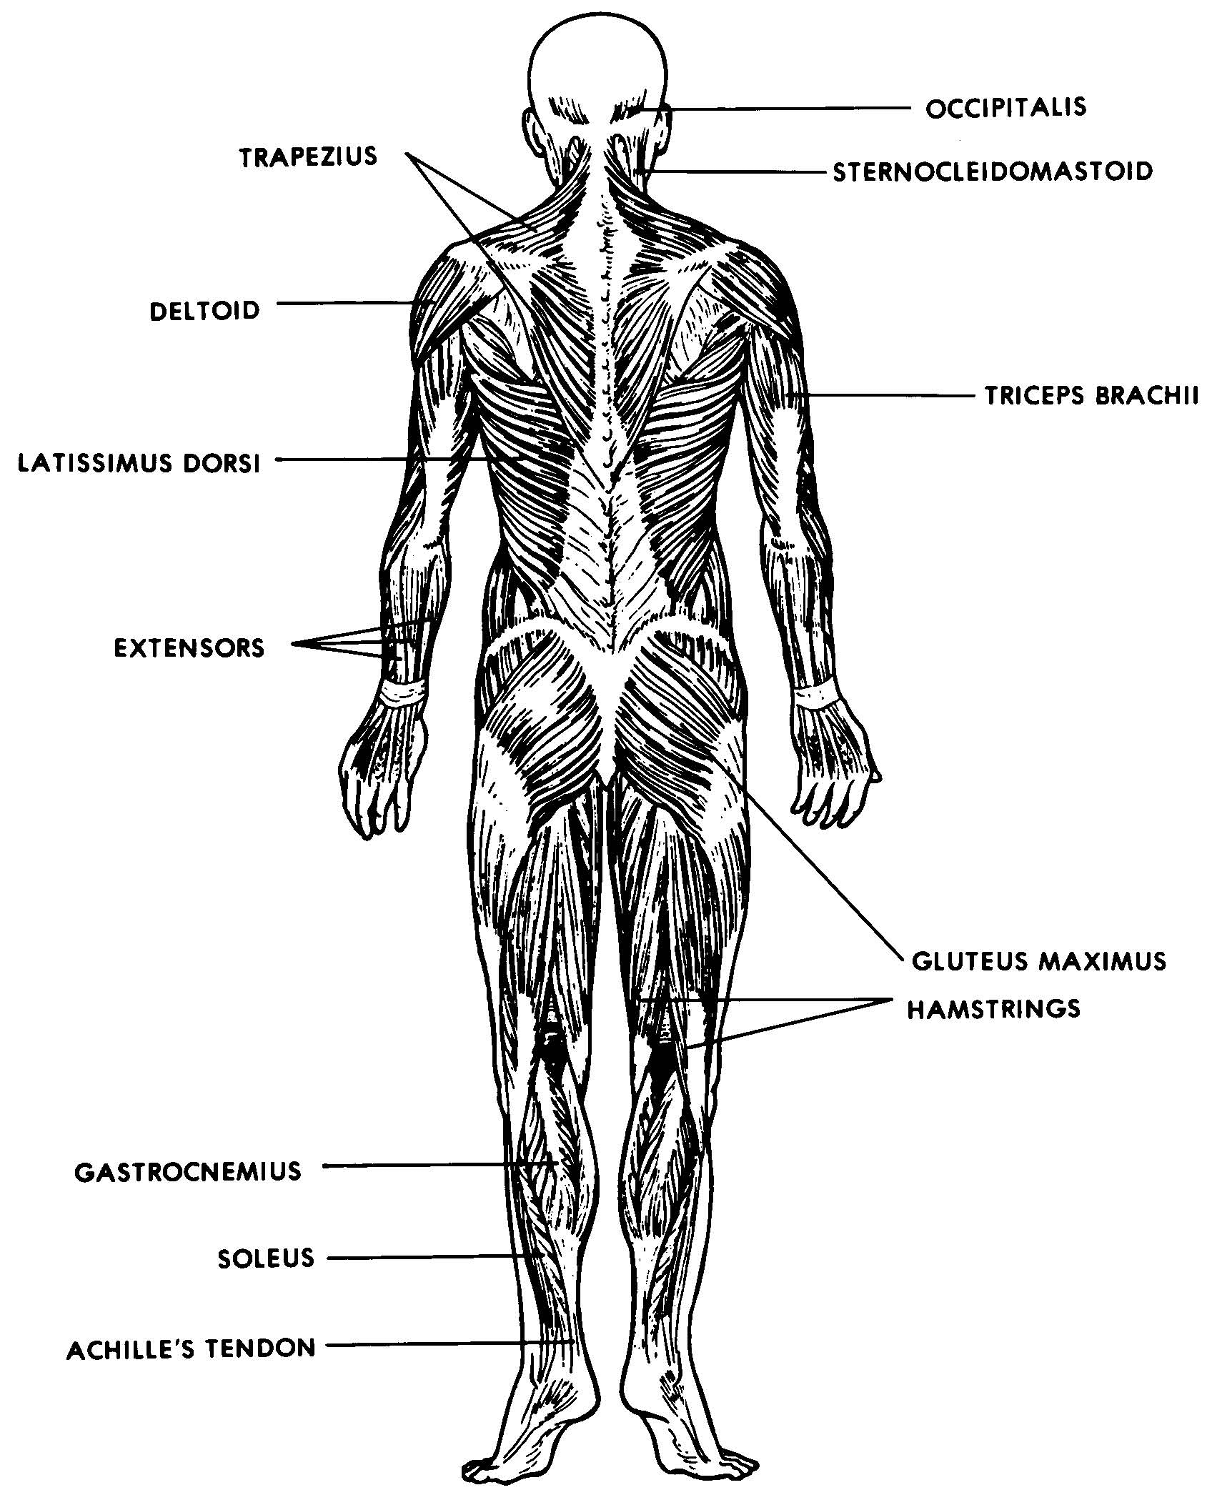 OCCIPITALIS
TRAPEZIUS
STERNOCLEIDOMASTOID
DELTOID
TRICEPS BRACHII
LATISSIMUS DORSI
EXTENSORS
GLUTEUS MAXIMUS
HAMSTRINGS
GASTROCNEMIUS
SOLEUS
ACHILLE'S TENDON